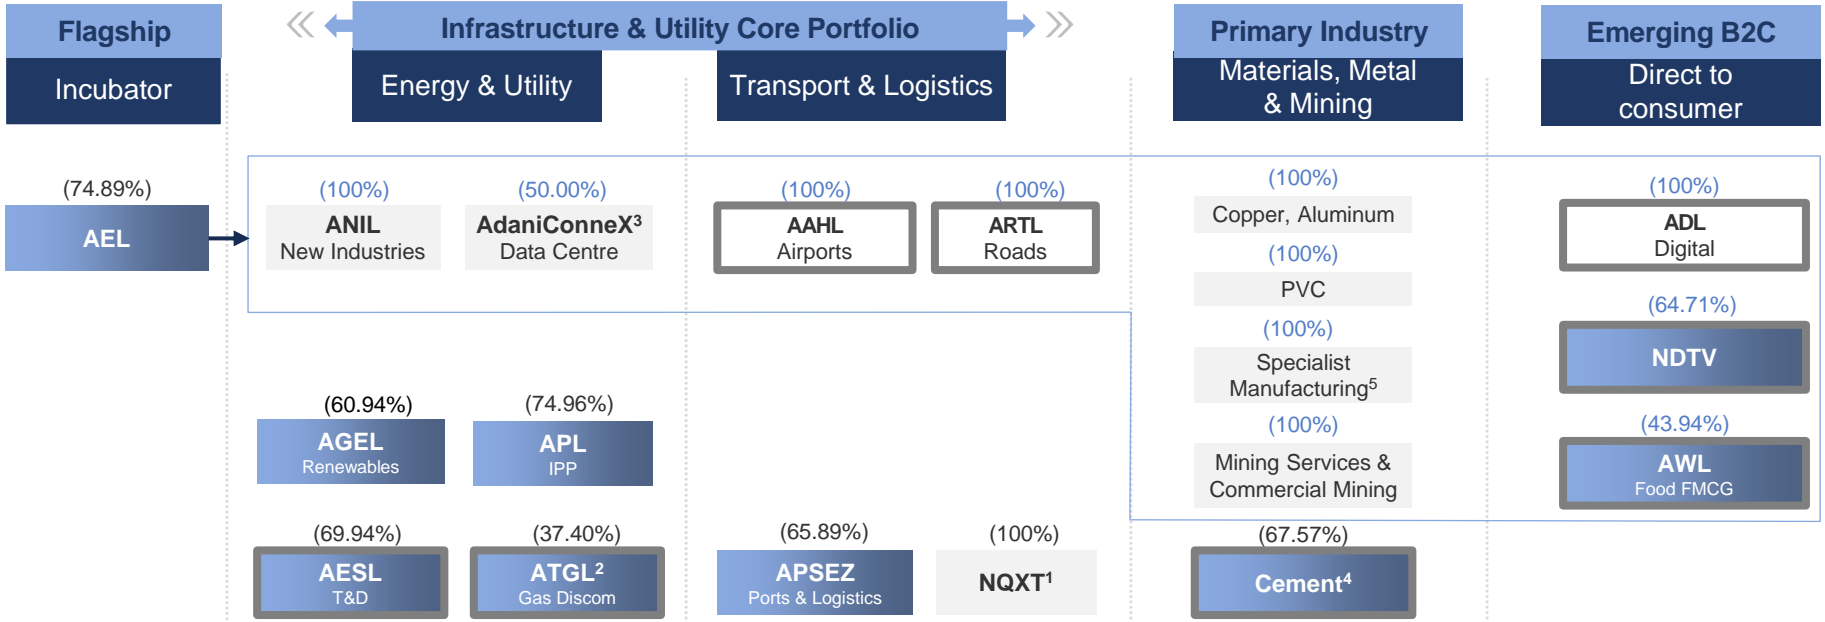 Flagship
Incubator
Infrastructure & Utility Core Portfolio
Energy & Utility
Transport & Logistics
Primary Industry
Materials, Metal
& Mining
Emerging B2C
Direct to
consumer
(74.89%)
AEL
(100%)
ANIL
New Industries
(50.00%)
AdaniConneX³
Data Centre
(100%)
AAHL
Airports
(100%)
ARTL
Roads
(100%)
Copper, Aluminum
(100%)
PVC
(100%)
Specialist
Manufacturing⁵
(100%)
Mining Services &
Commercial Mining
(100%)
ADL
Digital
(64.71%)
NDTV
(43.94%)
AWL
Food FMCG
(60.94%)
AGEL
Renewables
(74.96%)
APL
IPP
(69.94%)
AESL
T&D
(37.40%)
ATGL²
Gas Discom
(65.89%)
APSEZ
Ports & Logistics
(100%)
NQXT¹
(67.57%)
Cement⁴